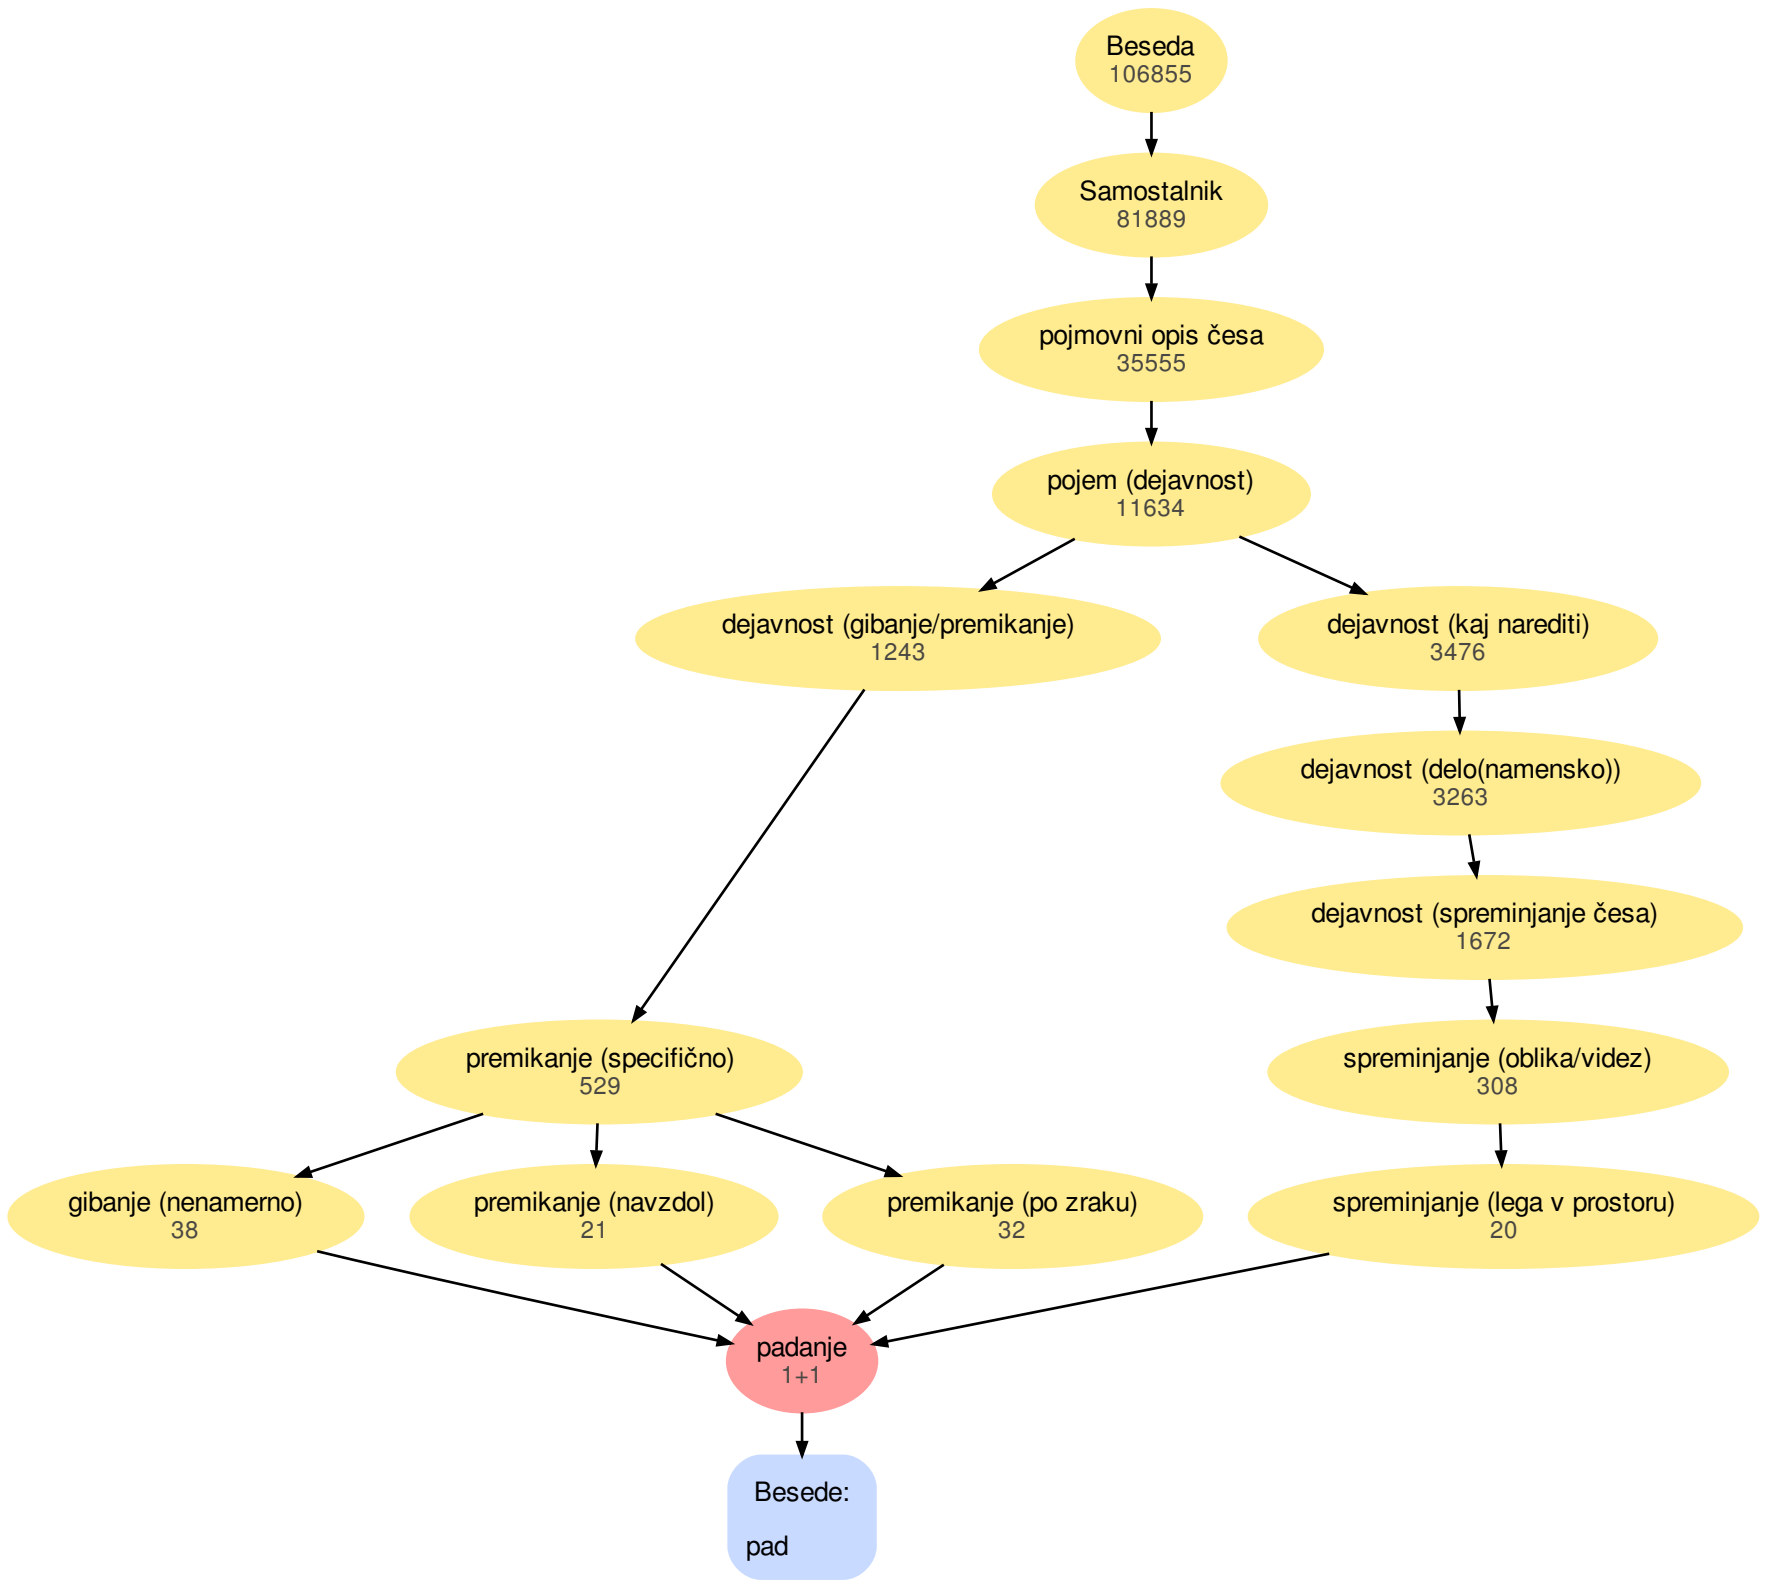 Beseda
106855
Samostalnik
81889
pojmovni opis česa
35555
pojem (dejavnost)
11634
dejavnost (gibanje/premikanje)
1243
dejavnost (kaj narediti)
3476
dejavnost (delo(namensko))
3263
dejavnost (spreminjanje česa)
1672
premikanje (specifično)
529
spreminjanje (oblika/videz)
308
gibanje (nenamerno)
38
premikanje (navzdol)
21
premikanje (po zraku)
32
spreminjanje (lega v prostoru)
20
padanje
1+1
Besede:
pad